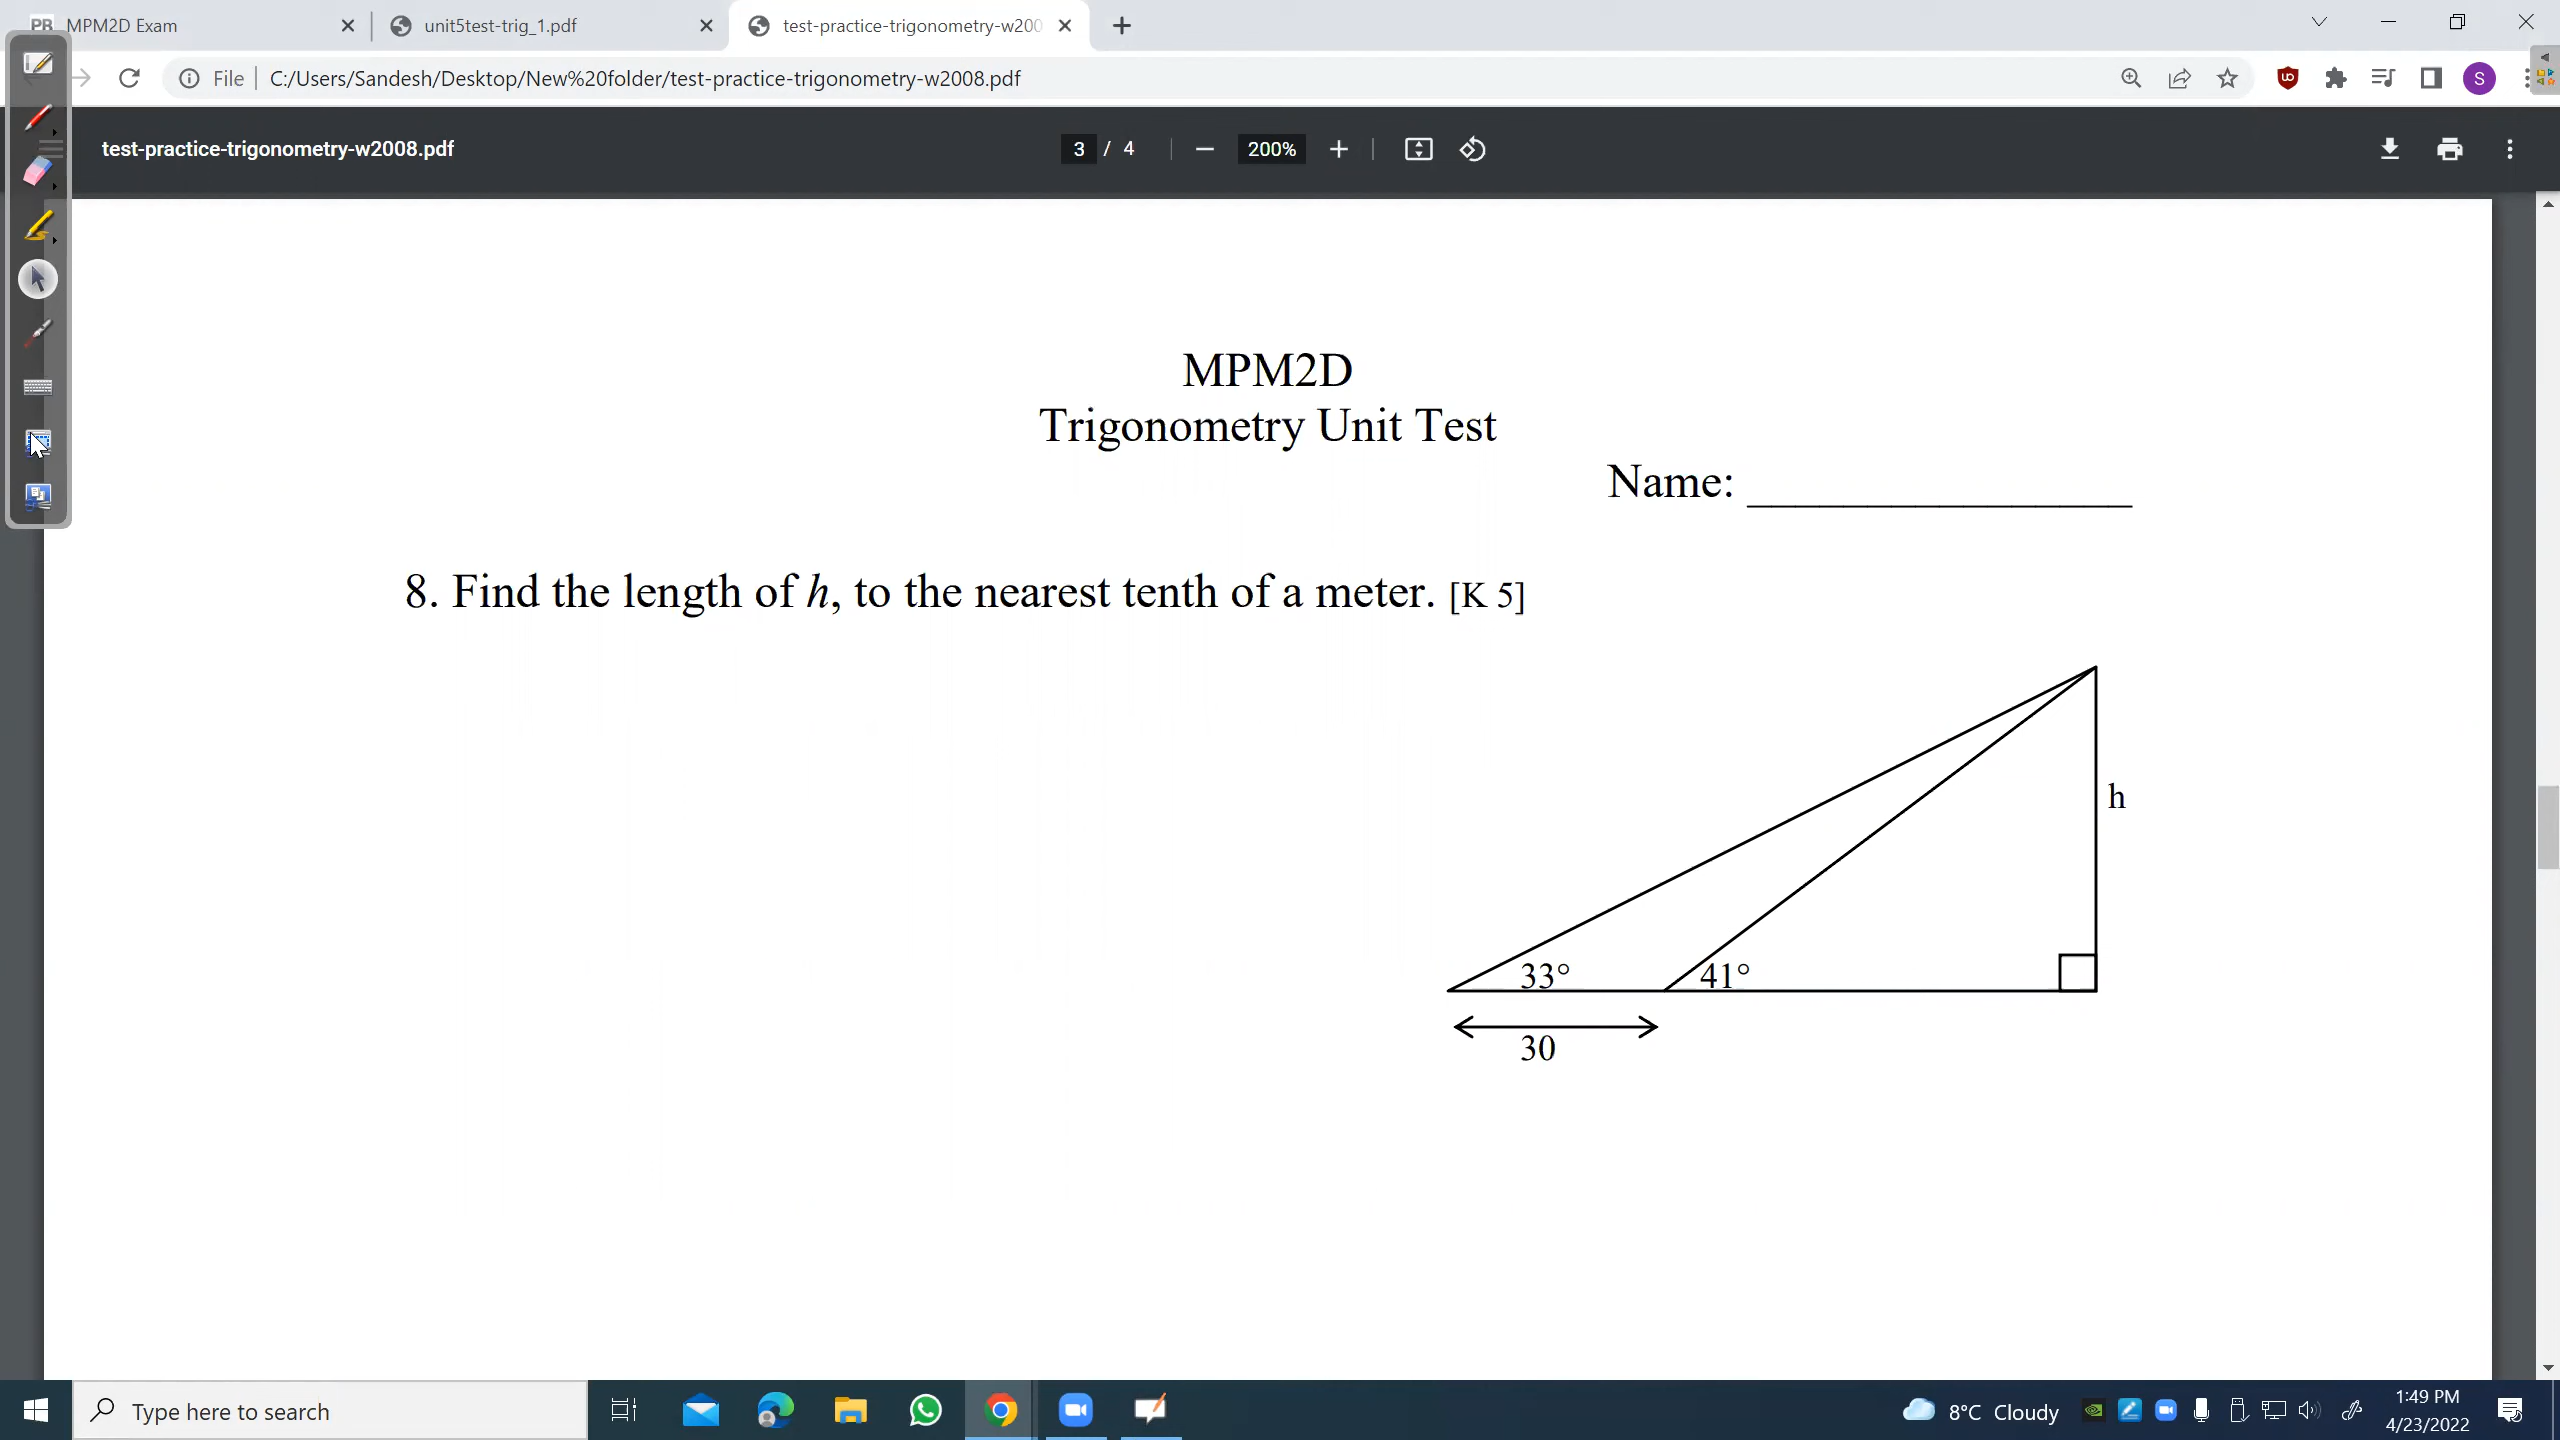 MPM2D Exam
unit5test-trig_1.pdf
test-practice-trigonometry-w200
File
C:/Users/Sandesh/Desktop/New%20folder/test-practice-trigonometry-w2008.pdf
S
test-practice-trigonometry-w2008.pdf
3 / 4
200%
MPM2D
Trigonometry Unit Test
Name: ________________
8. Find the length of h, to the nearest tenth of a meter. [K 5]
h
33°
41°
30
Type here to search
8°C Cloudy
1:49 PM
4/23/2022